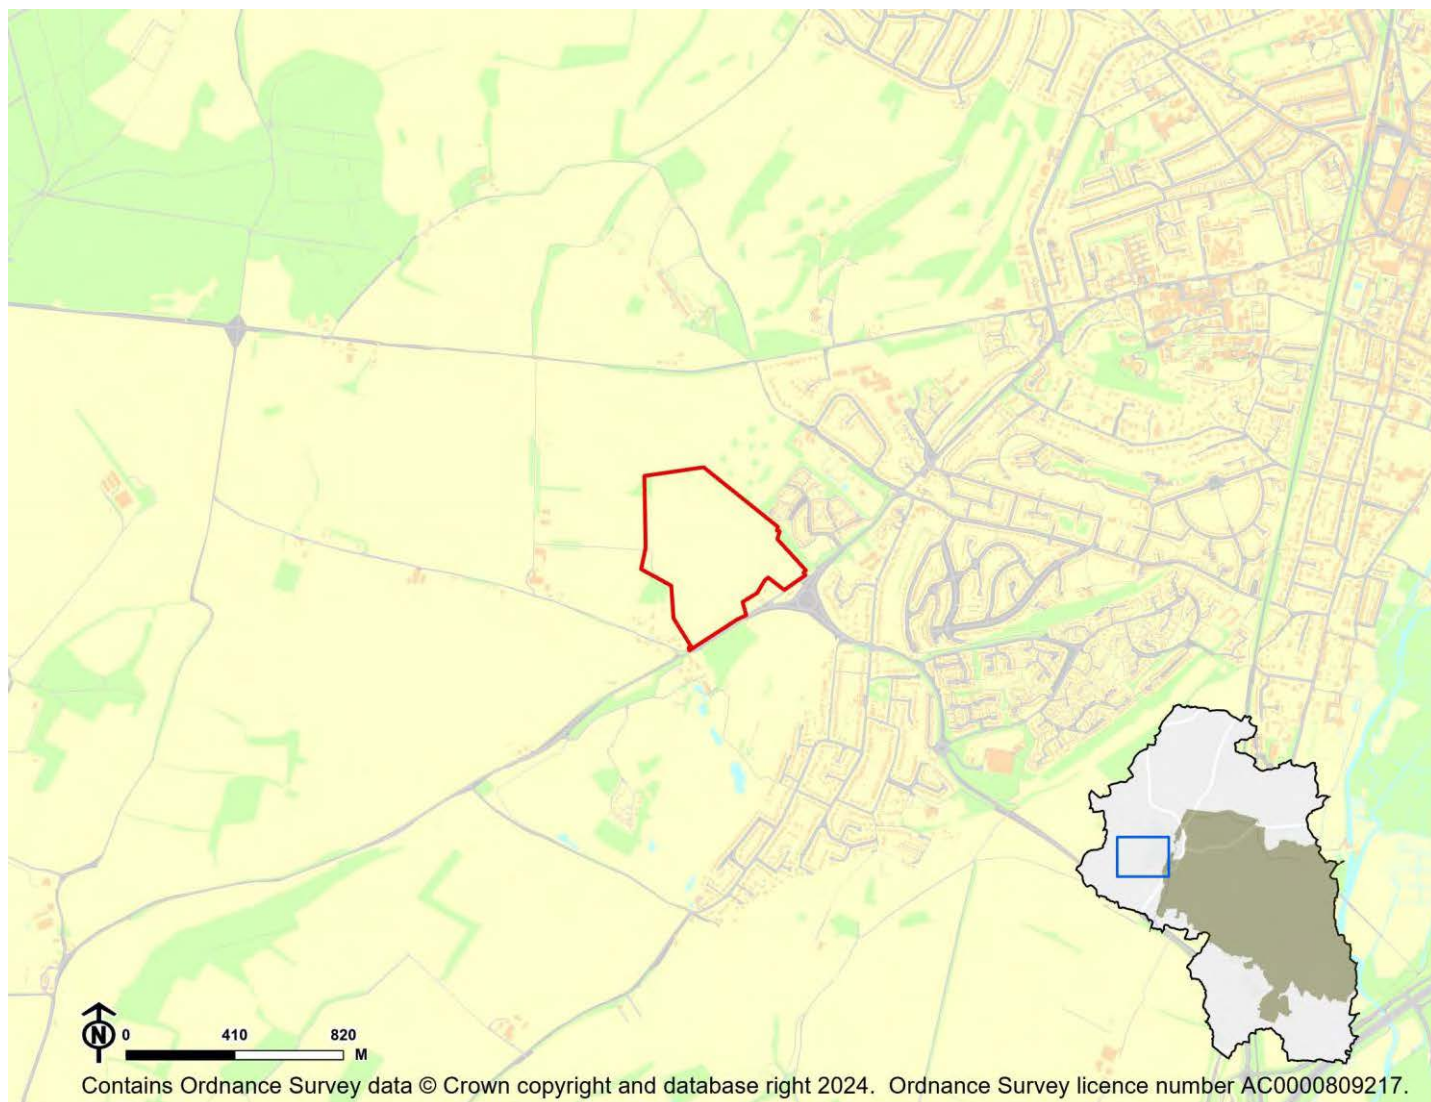 N
0 410 820
M
Contains Ordnance Survey data © Crown copyright and database right 2024. Ordnance Survey licence number AC0000809217.